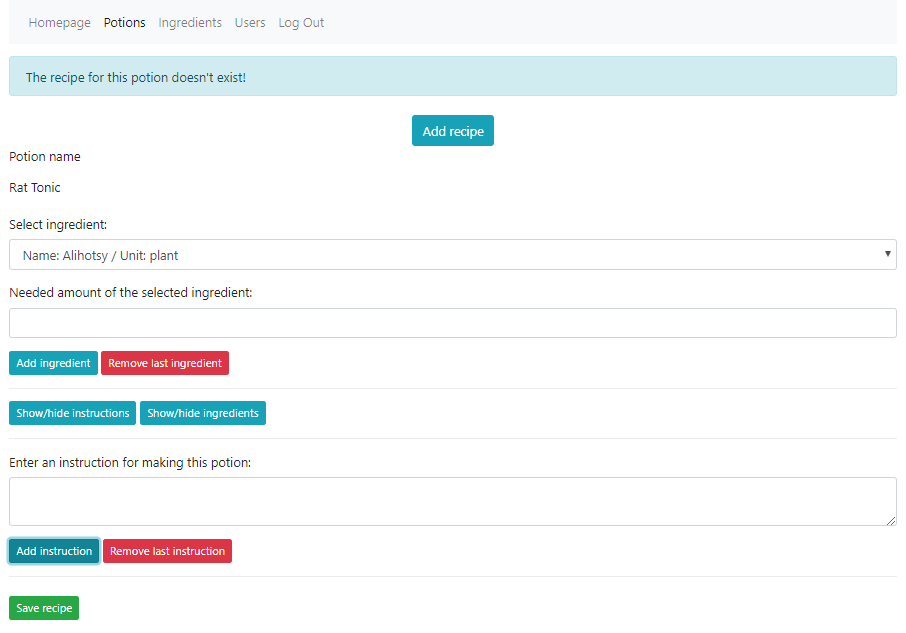 Homepage Potions Ingredients Users Log Out
The recipe for this potion doesn't exist!
Add recipe
Potion name
Rat Tonic
Select ingredient:
Name: Alihotsy / Unit: plant
Needed amount of the selected ingredient:
Add ingredient Remove last ingredient
Show/hide instructions Show/hide ingredients
Enter an instruction for making this potion:
Add instruction Remove last instruction
Save recipe